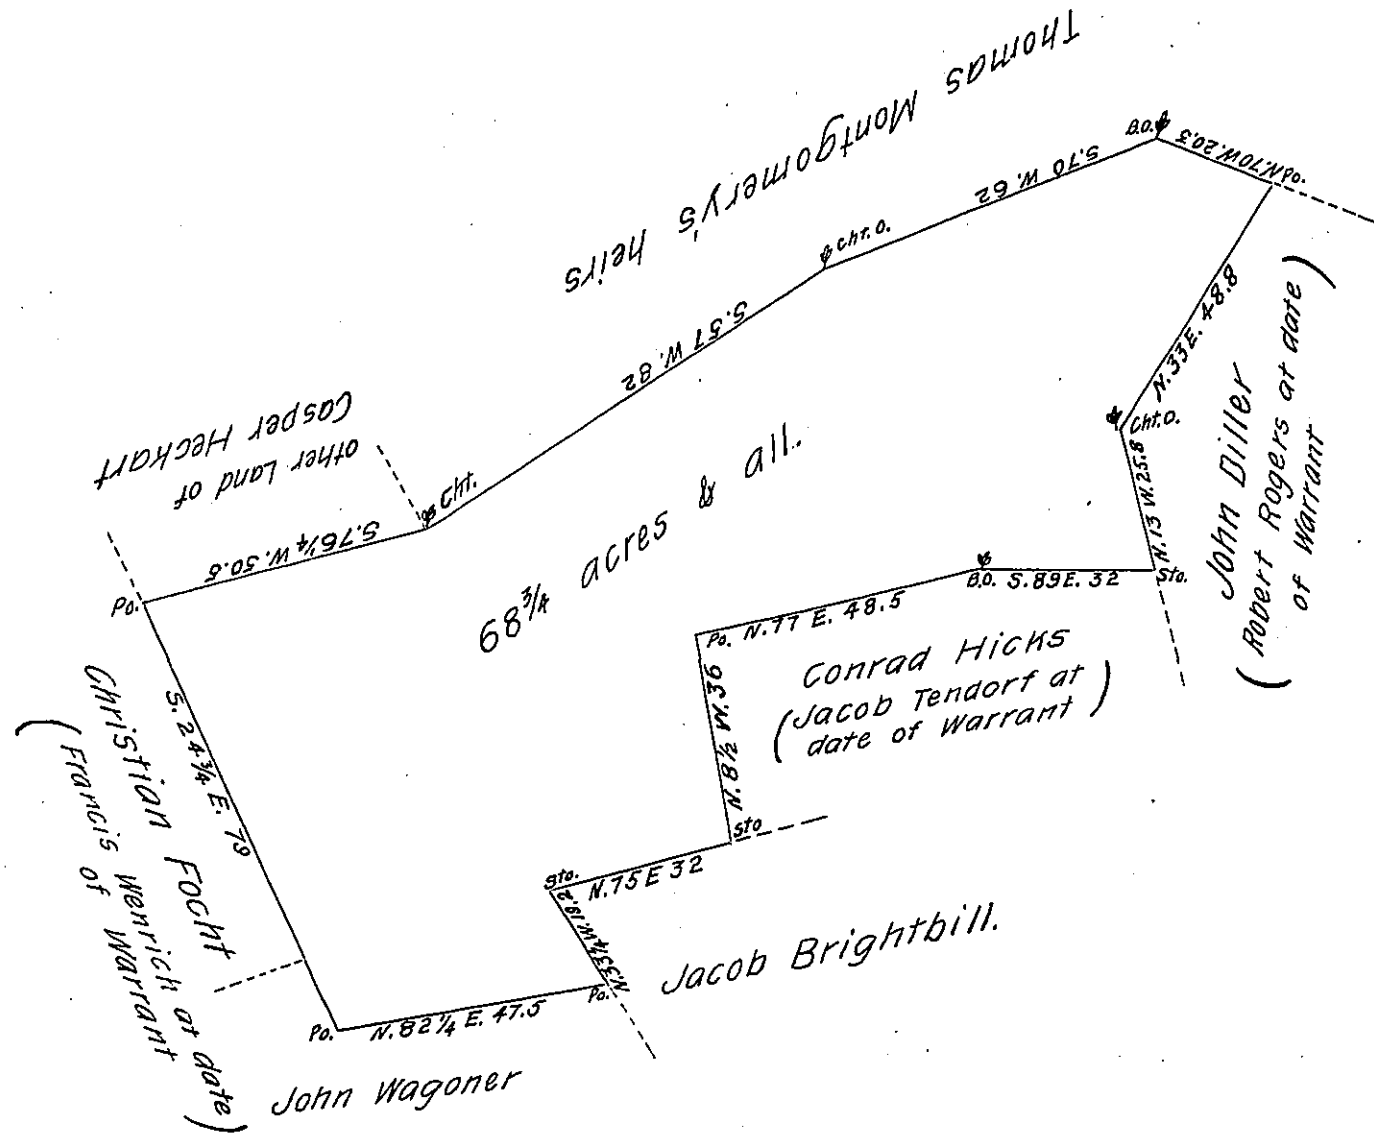 Thomas Montgomery's heirs
B.O.
N.70W.20.3
Po.
S.70 W. 62
Cht.O.
S.57 W. 82
N.33E. 48.8
John Diller
(Robert Rogers at date
of Warrant)
Casper Heckart
other Land of
Cht.
Cht.O.
N.13 W.25.8
68 3/4 acres & all.
S.76 1/4 W. 50.5
Po.
B.O.
S.89E. 32
Sto.
Po.
N.77 E. 48.5
Conrad Hicks
(Jacob Tendorf at
date of Warrant)
N. 8 1/2 W. 36
S. 24 3/4 E. 79
Christian Focht
(Francis Wenrich at date
of Warrant)
Sto
Sto.
N.75 E 32
N.33 1/4 W.19.2
Jacob Brightbill.
Po.
Po.
N.82 1/4 E. 47.5
John Wagoner